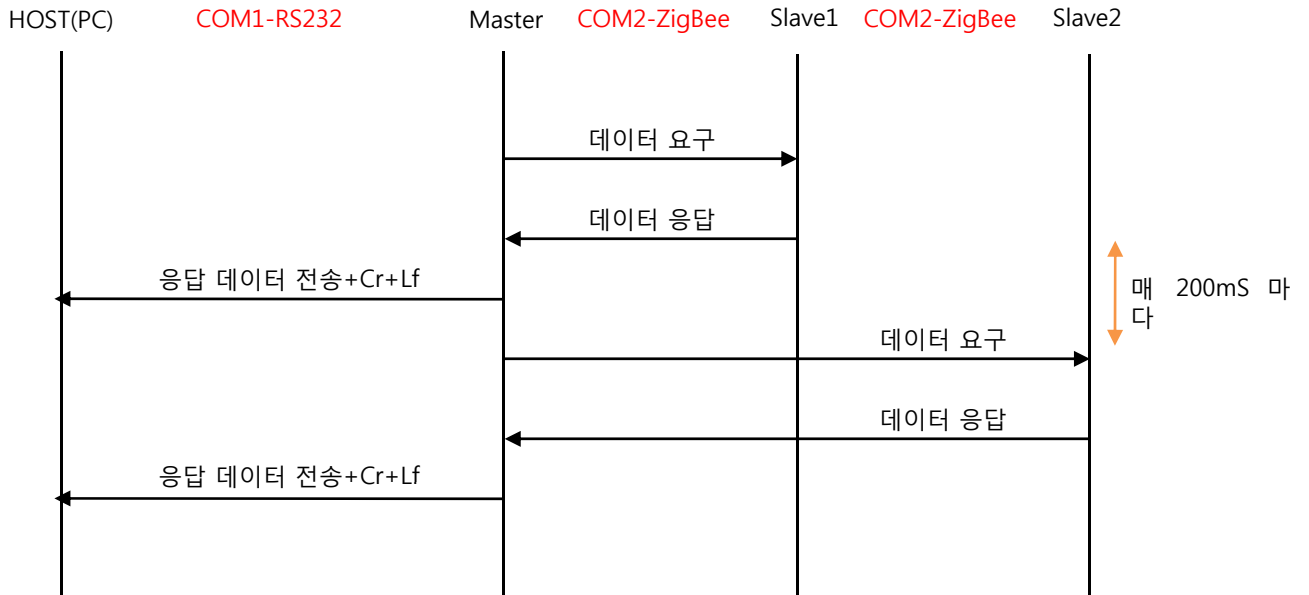 HOST(PC) COM1-RS232 Master COM2-ZigBee Slave1 COM2-ZigBee Slave2
데이터 요구
데이터 응답
응답 데이터 전송+Cr+Lf
매 200mS 마
다
데이터 요구
데이터 응답
응답 데이터 전송+Cr+Lf